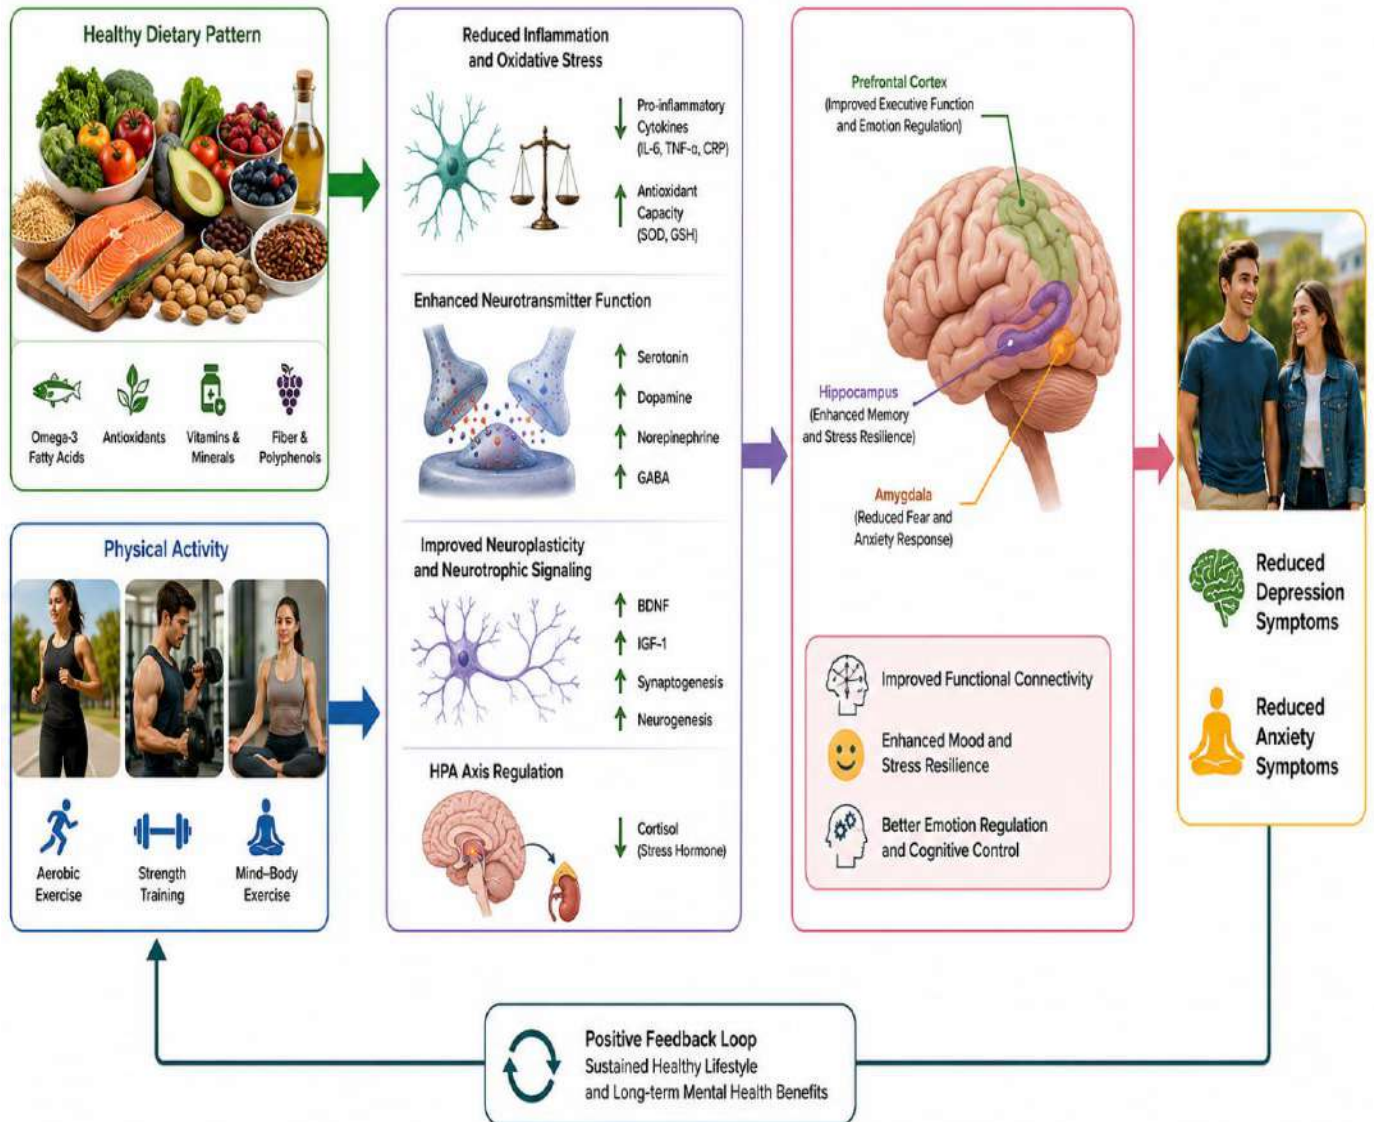 Healthy Dietary Pattern
Omega-3
Fatty Acids
Antioxidants
Vitamins &
Minerals
Fiber &
Polyphenols
Physical Activity
Aerobic
Exercise
Strength
Training
Mind–Body
Exercise
Reduced Inflammation
and Oxidative Stress
Pro-inflammatory
Cytokines
(IL-6, TNF-α, CRP)
Antioxidant
Capacity
(SOD, GSH)
Enhanced Neurotransmitter Function
Serotonin
Dopamine
Norepinephrine
GABA
Improved Neuroplasticity
and Neurotrophic Signaling
BDNF
IGF-1
Synaptogenesis
Neurogenesis
HPA Axis Regulation
Cortisol
(Stress Hormone)
Prefrontal Cortex
(Improved Executive Function
and Emotion Regulation)
Hippocampus
(Enhanced Memory
and Stress Resilience)
Amygdala
(Reduced Fear and
Anxiety Response)
Improved Functional Connectivity
Enhanced Mood and
Stress Resilience
Better Emotion Regulation
and Cognitive Control
Reduced
Depression
Symptoms
Reduced
Anxiety
Symptoms
Positive Feedback Loop
Sustained Healthy Lifestyle
and Long-term Mental Health Benefits